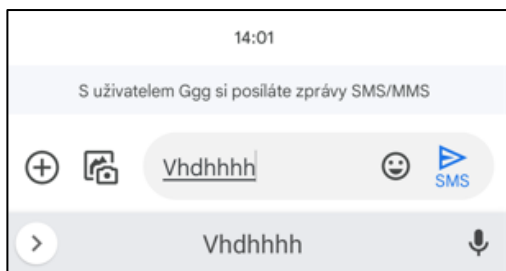 14:01
S uživatelem Ggg si posíláte zprávy SMS/MMS
Vhdhhhh
SMS
Vhdhhhh